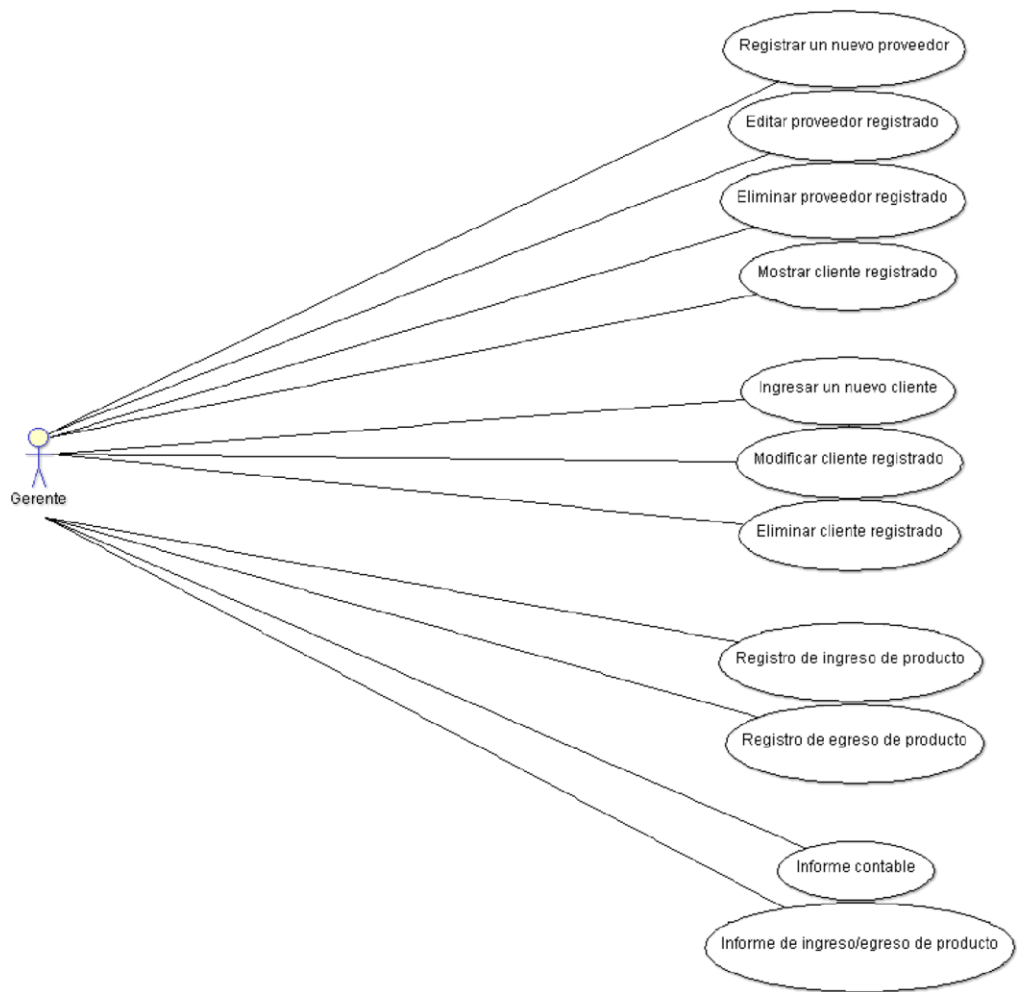 Registrar un nuevo proveedor
Editar proveedor registrado
Eliminar proveedor registrado
Mostrar cliente registrado
Ingresar un nuevo cliente
Modificar cliente registrado
Gerente
Eliminar cliente registrado
Registro de ingreso de producto
Registro de egreso de producto
Informe contable
Informe de ingreso/egreso de producto